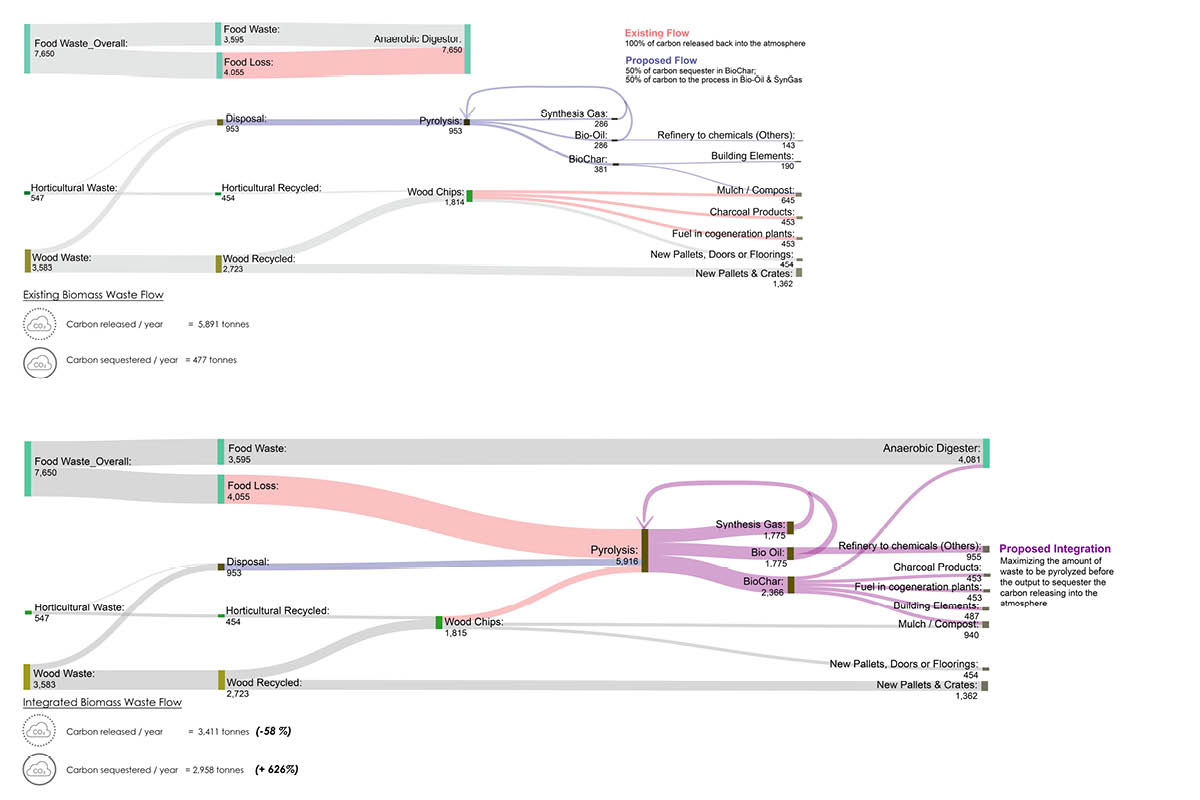 Food Waste_Overall:
7,650
Food Waste:
3,595
Food Loss:
4,055
Anaerobic Digestor:
7,650
Existing Flow
100% of carbon released back into the atmosphere
Proposed Flow
50% of carbon sequester in BioChar;
50% of carbon to the process in Bio-Oil & SynGas
Disposal:
953
Pyrolysis:
953
Synthesis Gas:
286
Bio-Oil:
286
BioChar:
381
Refinery to chemicals (Others):
143
Building Elements:
190
Horticultural Waste:
547
Horticultural Recycled:
454
Wood Chips:
1,814
Mulch / Compost:
645
Charcoal Products:
453
Fuel in cogeneration plants:
453
New Pallets, Doors or Floorings:
454
New Pallets & Crates:
1,362
Wood Waste:
3,583
Wood Recycled:
2,723
Existing Biomass Waste Flow
CO₂
Carbon released / year = 5,891 tonnes
CO₂
Carbon sequestered / year = 477 tonnes
Food Waste_Overall:
7,650
Food Waste:
3,595
Food Loss:
4,055
Anaerobic Digester:
4,081
Disposal:
953
Pyrolysis:
5,916
Synthesis Gas:
1,775
Bio Oil:
1,775
BioChar:
2,366
Refinery to chemicals (Others):
955
Charcoal Products:
453
Fuel in cogeneration plants:
453
Building Elements:
487
Mulch / Compost:
940
Proposed Integration
Maximizing the amount of
waste to be pyrolyzed before
the output to sequester the
carbon releasing into the
atmosphere
Horticultural Waste:
547
Horticultural Recycled:
454
Wood Chips:
1,815
New Pallets, Doors or Floorings:
454
New Pallets & Crates:
1,362
Wood Waste:
3,583
Wood Recycled:
2,723
Integrated Biomass Waste Flow
CO₂
Carbon released / year = 3,411 tonnes (-58 %)
CO₂
Carbon sequestered / year = 2,958 tonnes (+ 626%)